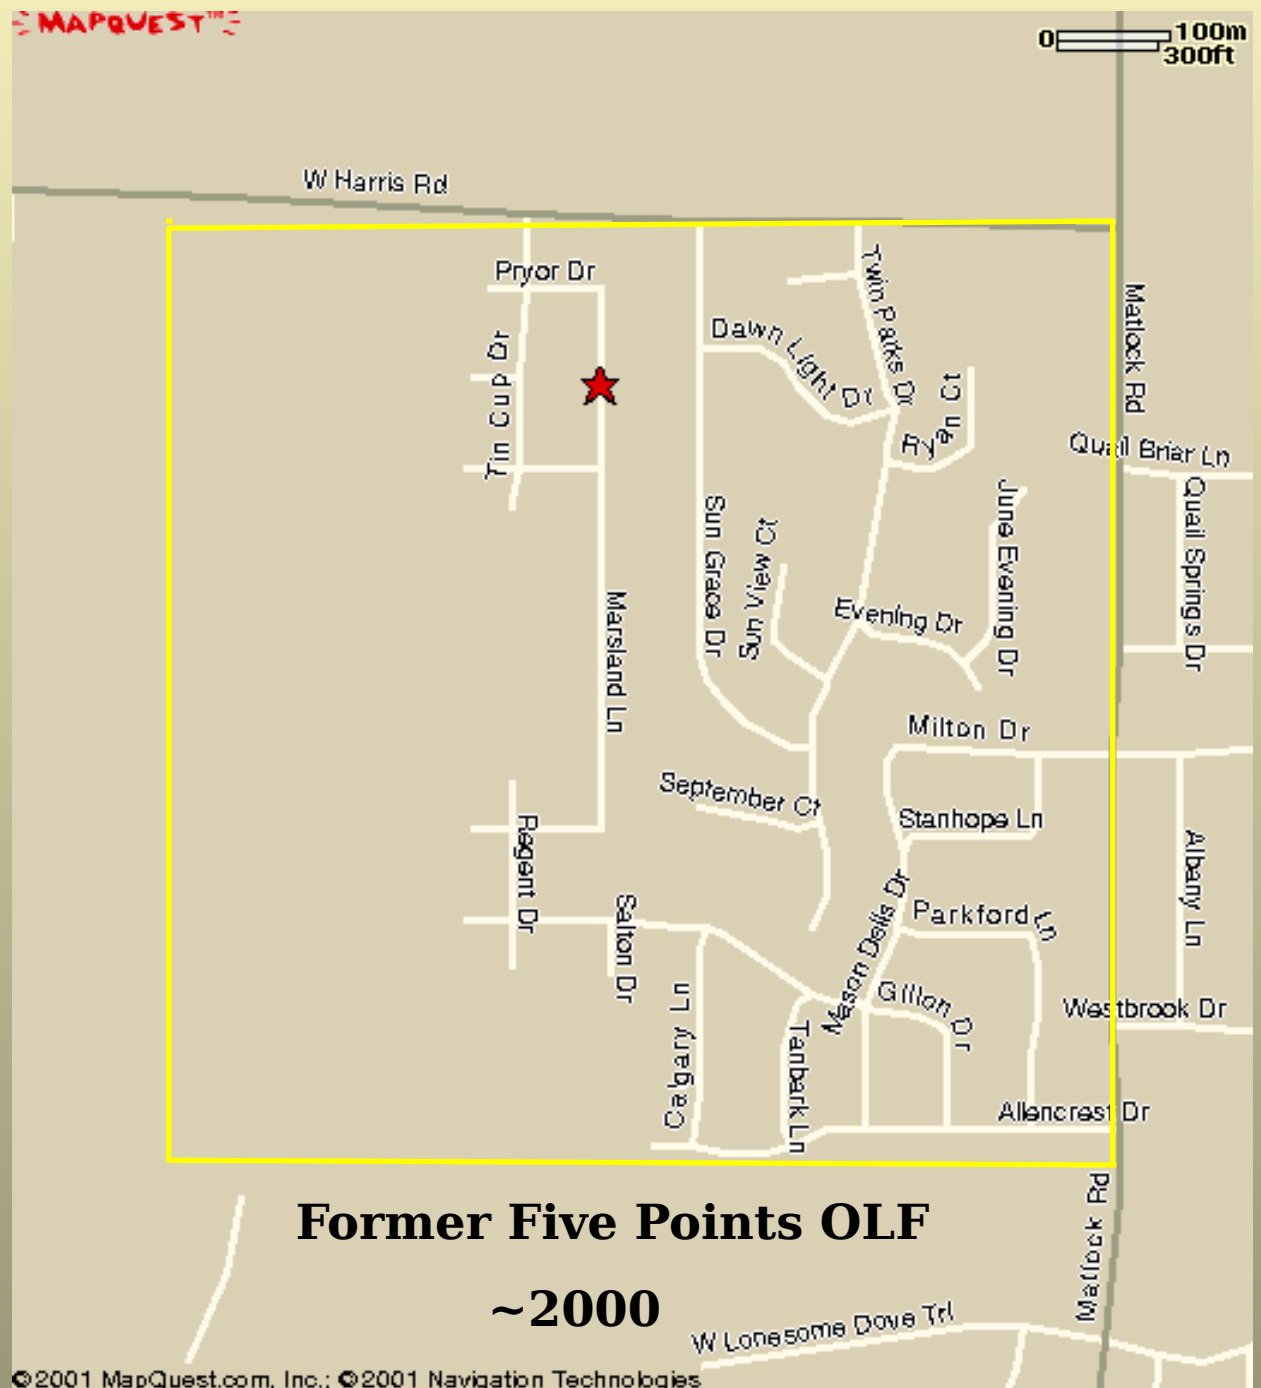 MAPQUEST™
0 100m
300ft
W Harris Rd
Pryor Dr
Twin Parks Dr
Matlock Rd
Dawn Light Dr
Tin Cup Dr
Ryan Ct
Quail Briar Ln
Quail Springs Dr
June Evening Dr
Sun Grace Dr
Sun View Ct
Marsland Ln
Evening Dr
Milton Dr
September Ct
Stanhope Ln
Regent Dr
Albany Ln
Mason Dells Dr
Salton Dr
Parkford Ln
Calgary Ln
Gillon Dr
Westbrook Dr
Tanbark Ln
Allencrest Dr
Matlock Rd
Former Five Points OLF
~2000
W Lonesome Dove Trl
©2001 MapQuest.com, Inc.; ©2001 Navigation Technologies